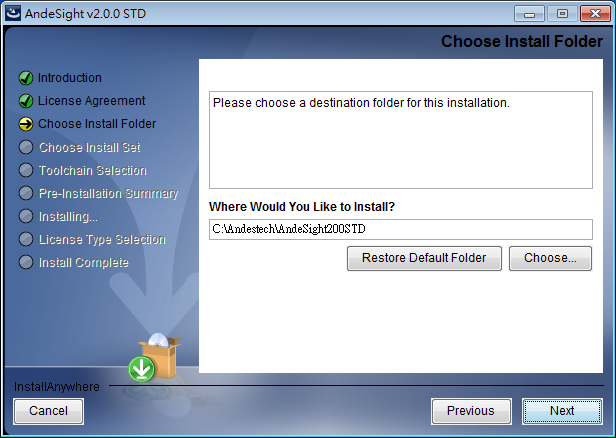 AndeSight v2.0.0 STD
Choose Install Folder
Introduction
License Agreement
Choose Install Folder
Choose Install Set
Toolchain Selection
Pre-Installation Summary
Installing...
License Type Selection
Install Complete
Please choose a destination folder for this installation.
Where Would You Like to Install?
C:\Andestech\AndeSight200STD
Restore Default Folder
Choose...
InstallAnywhere
Cancel
Previous
Next